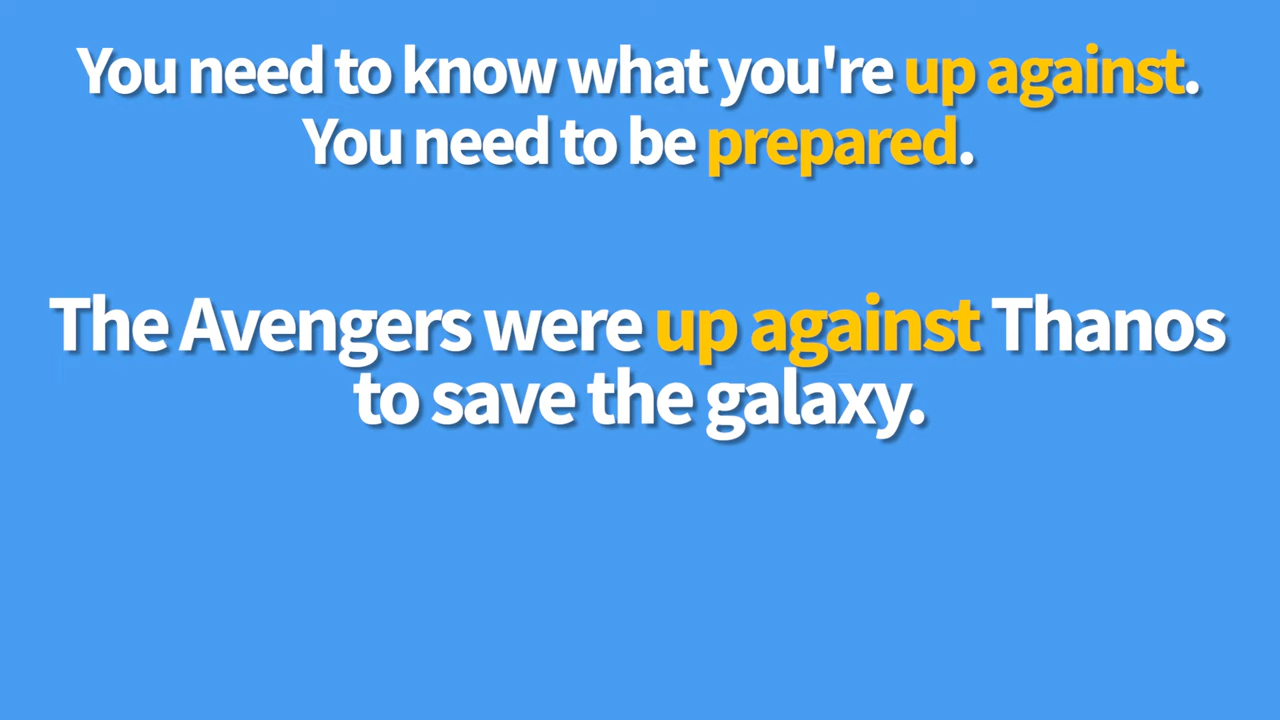 You need to know what you're up against.
You need to be prepared.
The Avengers were up against Thanos
to save the galaxy.